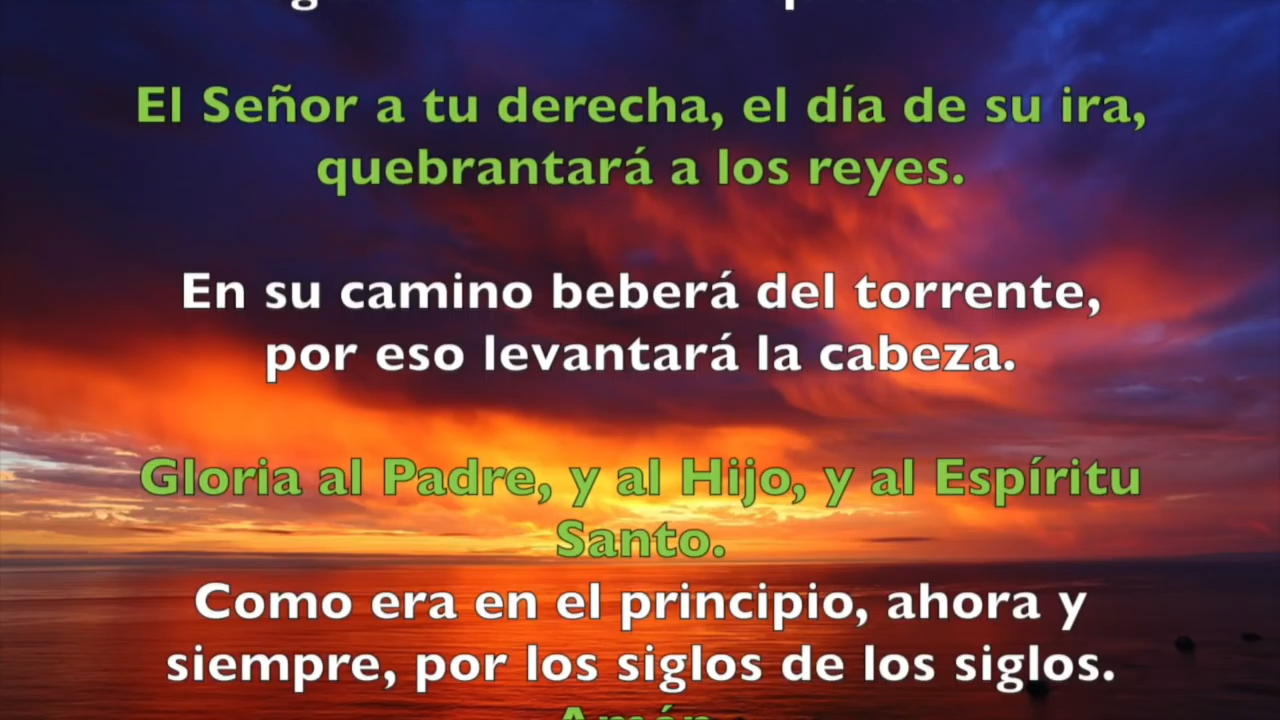 El Señor a tu derecha, el día de su ira,
quebrantará a los reyes.
En su camino beberá del torrente,
por eso levantará la cabeza.
Gloria al Padre, y al Hijo, y al Espíritu
Santo.
Como era en el principio, ahora y
siempre, por los siglos de los siglos.
Amén.